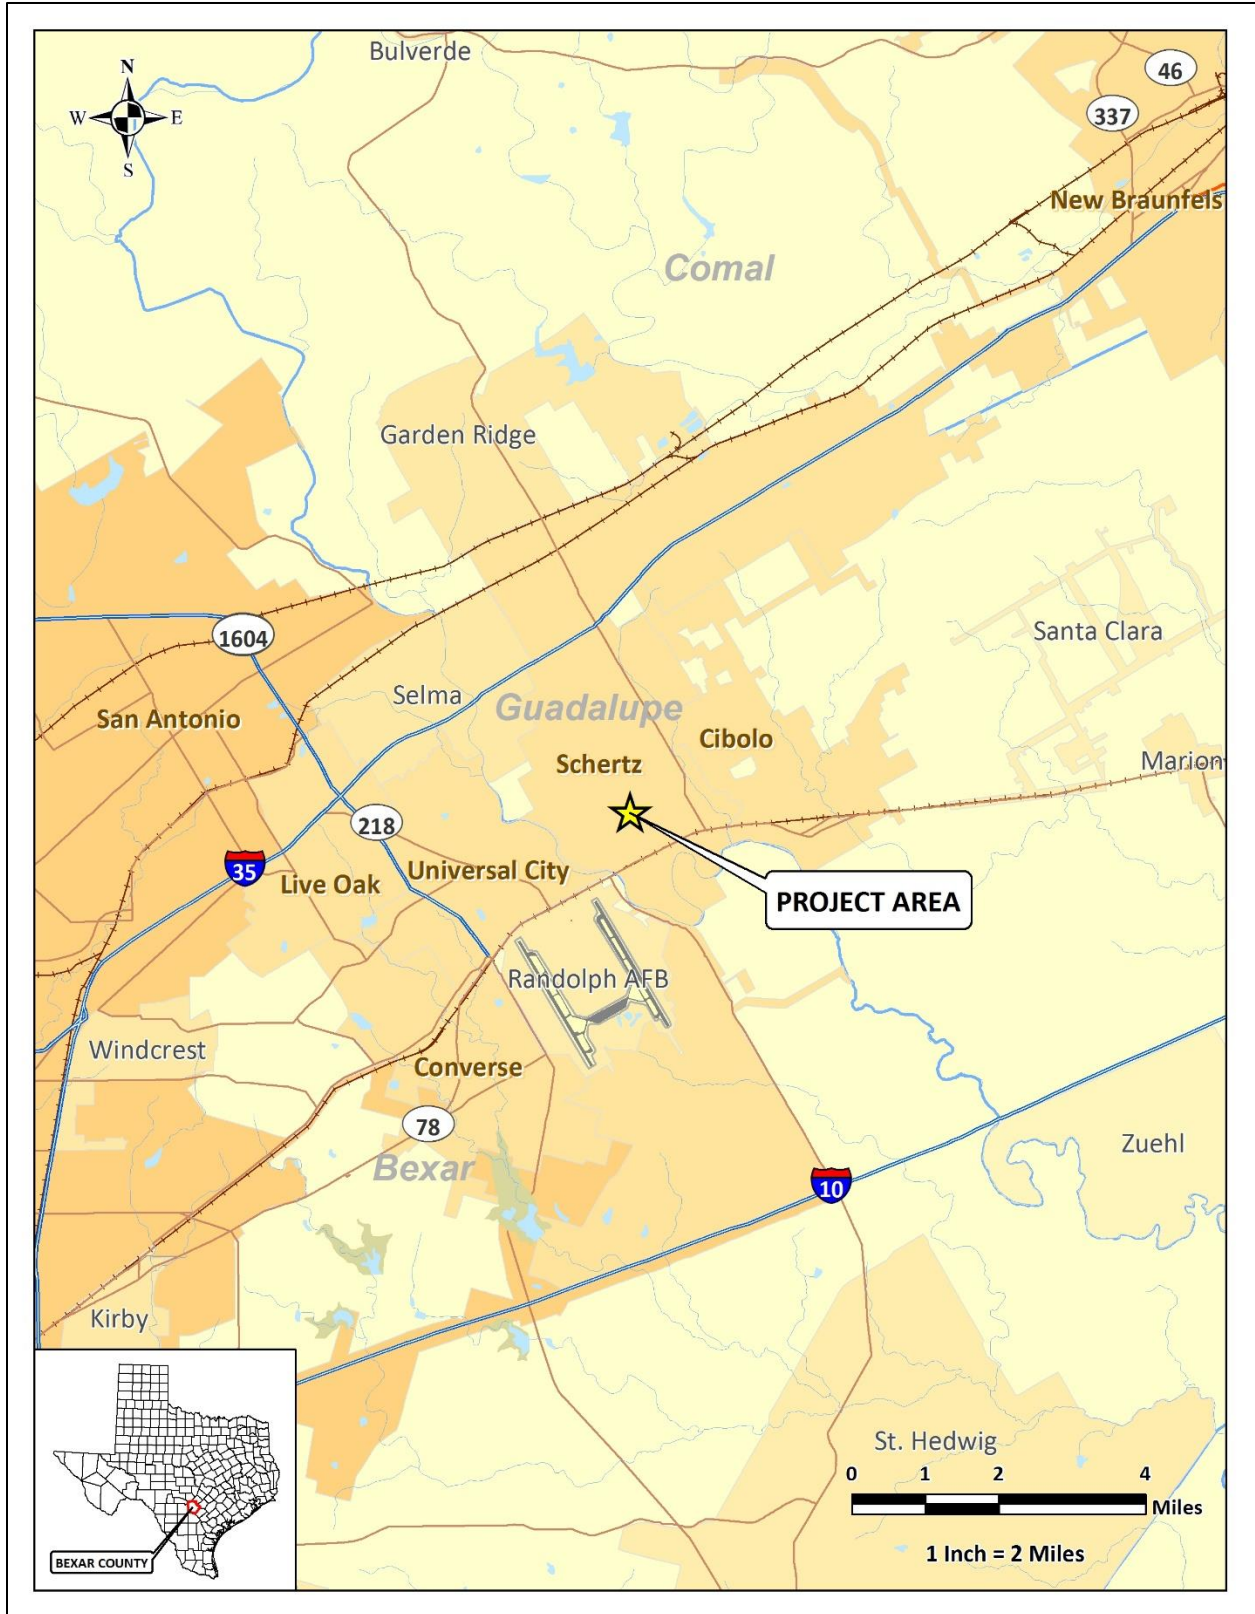 Bulverde
N
W E
S
46
337
New Braunfels
Comal
Garden Ridge
Santa Clara
1604
Selma
Guadalupe
San Antonio
Cibolo
Schertz
Marion
218
35
Live Oak
Universal City
PROJECT AREA
Randolph AFB
Windcrest
Converse
78
Bexar
Zuehl
10
Kirby
St. Hedwig
0 1 2 4
Miles
1 Inch = 2 Miles
BEXAR COUNTY